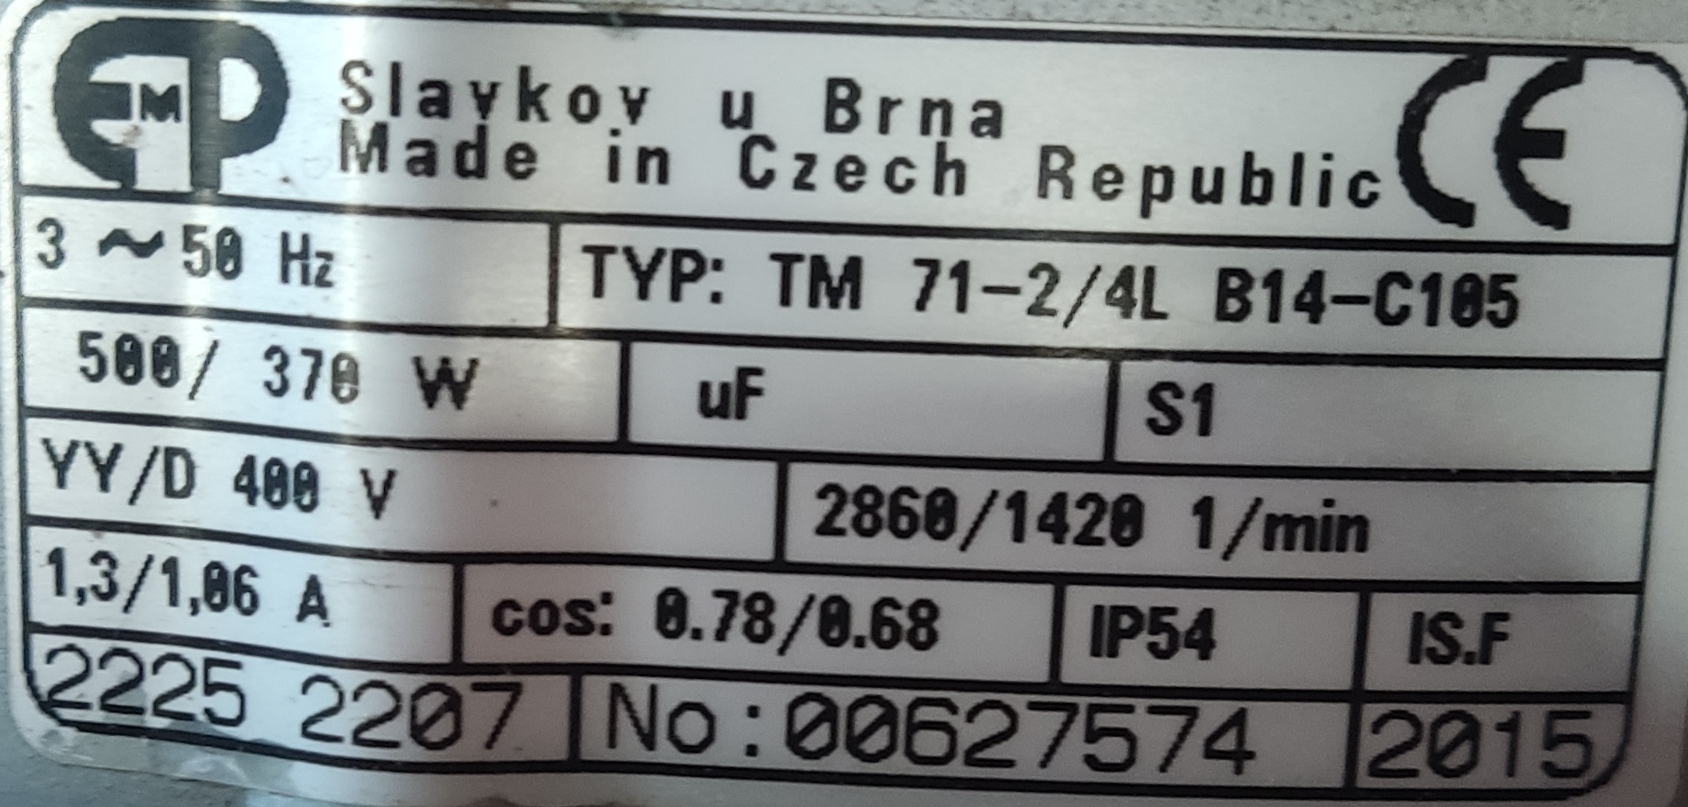 EMP
Slavkov u Brna
Made in Czech Republic
CE
3 ~ 50 Hz
TYP: TM 71-2/4L B14-C105
500/ 370 W
uF
S1
YY/D 400 V
2860/1420 1/min
1,3/1,06 A
cos: 0.78/0.68
IP54
IS.F
2225 2207
No:00627574
2015